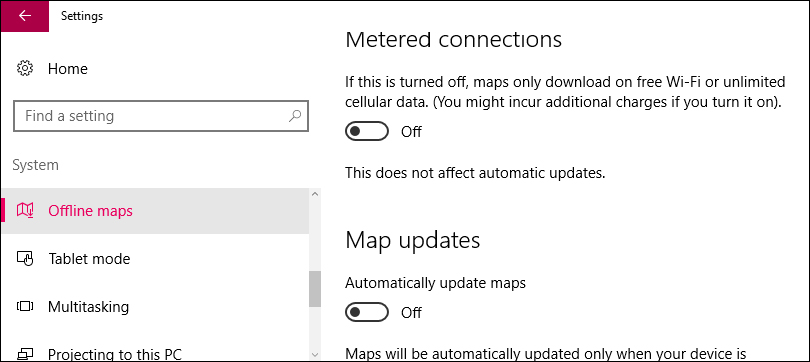 Settings
Home
Find a setting
System
Offline maps
Tablet mode
Multitasking
Projecting to this PC
Metered connections
If this is turned off, maps only download on free Wi-Fi or unlimited
cellular data. (You might incur additional charges if you turn it on).
Off
This does not affect automatic updates.
Map updates
Automatically update maps
Off
Maps will be automatically updated only when your device is